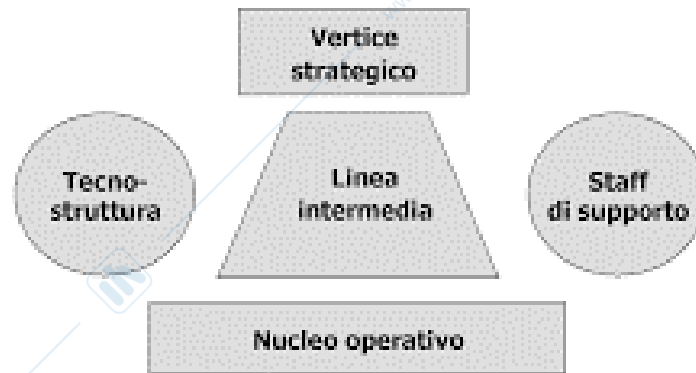 Vertice
strategico
Tecno-
struttura
Linea
intermedia
Staff
di supporto
Nucleo operativo